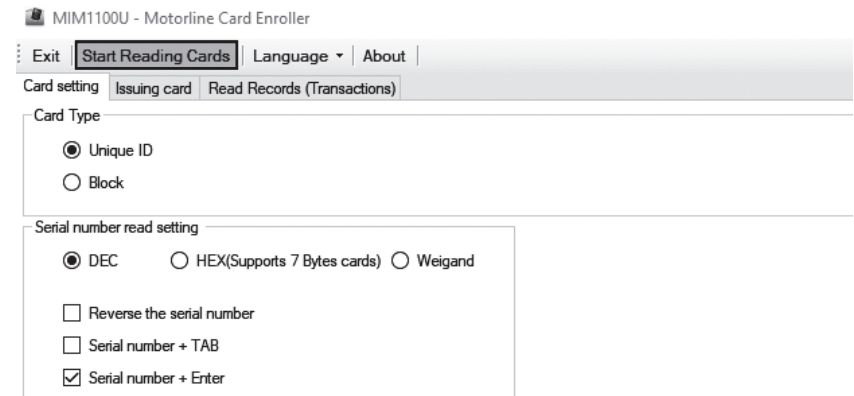 MIM1100U - Motorline Card Enroller
Exit Start Reading Cards Language About
Card setting Issuing card Read Records (Transactions)
Card Type
Unique ID
Block
Serial number read setting
DEC HEX(Supports 7 Bytes cards) Weigand
Reverse the serial number
Serial number + TAB
Serial number + Enter